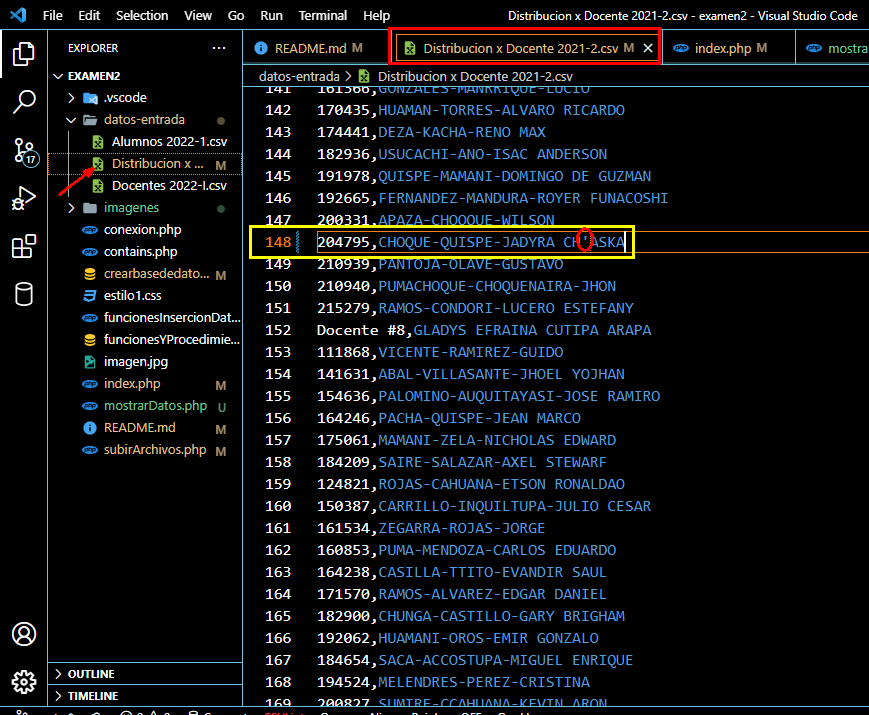 File Edit Selection View Go Run Terminal Help Distribucion x Docente 2021-2.csv - examen2 - Visual Studio Code
EXPLORER ...
README.md M
Distribucion x Docente 2021-2.csv M
index.php M
mostra
EXAMEN2
.vscode
datos-entrada
Alumnos 2022-1.csv
Distribucion x ... M
Docentes 2022-I.csv
imagenes
conexion.php
contains.php
crearbasededato... M
estilo1.css
funcionesInsercionDat...
funcionesYProcedimie...
imagen.jpg
index.php M
mostrarDatos.php U
README.md M
subirArchivos.php M
OUTLINE
TIMELINE
17
datos-entrada > Distribucion x Docente 2021-2.csv
141 161366,GONZALES-MANRRIQUE-LUCIO
142 170435,HUAMAN-TORRES-ALVARO RICARDO
143 174441,DEZA-KACHA-RENO MAX
144 182936,USUCACHI-ANO-ISAC ANDERSON
145 191978,QUISPE-MAMANI-DOMINGO DE GUZMAN
146 192665,FERNANDEZ-MANDURA-ROYER FUNACOSHI
147 200331,APAZA-CHOQQUE-WILSON
148 204795,CHOQUE-QUISPE-JADYRA CH'ASKA
149 210939,PANTOJA-OLAVE-GUSTAVO
150 210940,PUMACHOQUE-CHOQUENAIRA-JHON
151 215279,RAMOS-CONDORI-LUCERO ESTEFANY
152 Docente #8,GLADYS EFRAINA CUTIPA ARAPA
153 111868,VICENTE-RAMIREZ-GUIDO
154 141631,ABAL-VILLASANTE-JHOEL YOJHAN
155 154636,PALOMINO-AUQUITAYASI-JOSE RAMIRO
156 164246,PACHA-QUISPE-JEAN MARCO
157 175061,MAMANI-ZELA-NICHOLAS EDWARD
158 184209,SAIRE-SALAZAR-AXEL STEWARF
159 124821,ROJAS-CAHUANA-ETSON RONALDAO
160 150387,CARRILLO-INQUILTUPA-JULIO CESAR
161 161534,ZEGARRA-ROJAS-JORGE
162 160853,PUMA-MENDOZA-CARLOS EDUARDO
163 164238,CASILLA-TTITO-EVANDIR SAUL
164 171570,RAMOS-ALVAREZ-EDGAR DANIEL
165 182900,CHUNGA-CASTILLO-GARY BRIGHAM
166 192062,HUAMANI-OROS-EMIR GONZALO
167 184654,SACA-ACCOSTUPA-MIGUEL ENRIQUE
168 194524,MELENDRES-PEREZ-CRISTINA
169 200827,SUMIRE-CCAHUANA-KEVIN ARON